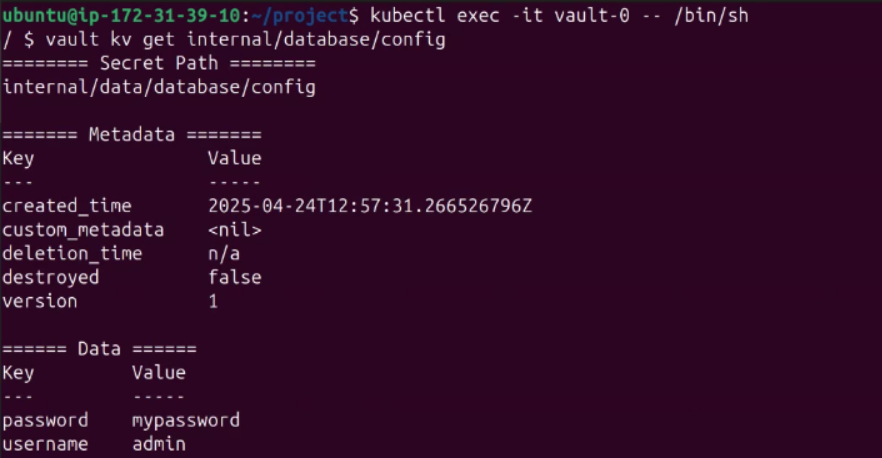 ubuntu@ip-172-31-39-10:~/project$ kubectl exec -it vault-0 -- /bin/sh
/ $ vault kv get internal/database/config
======== Secret Path ========
internal/data/database/config

======= Metadata =======
Key                Value
---                -----
created_time       2025-04-24T12:57:31.266526796Z
custom_metadata    <nil>
deletion_time      n/a
destroyed          false
version            1

====== Data ======
Key         Value
---         -----
password    mypassword
username    admin